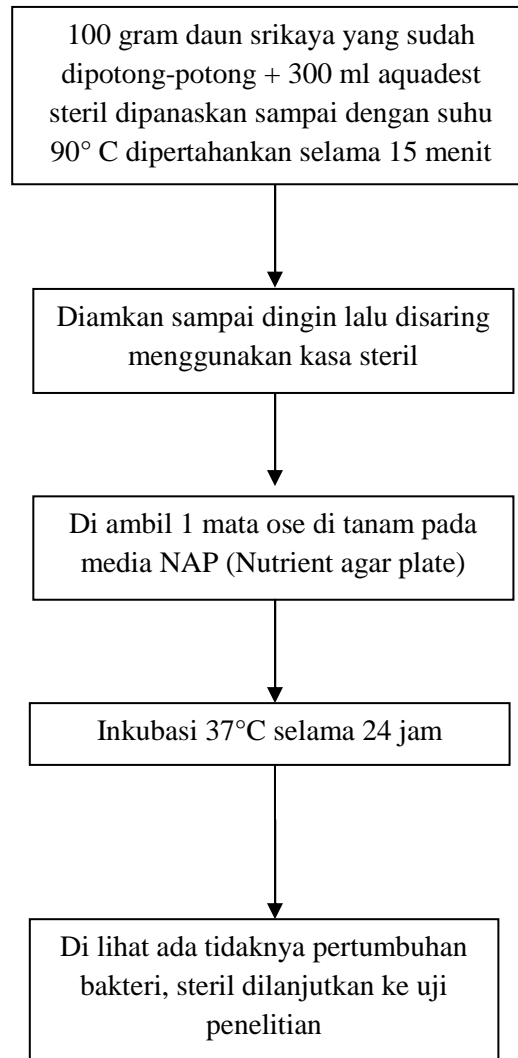 100 gram daun srikaya yang sudah
dipotong-potong + 300 ml aquadest
steril dipanaskan sampai dengan suhu
90° C dipertahankan selama 15 menit
Diamkan sampai dingin lalu disaring
menggunakan kasa steril
Di ambil 1 mata ose di tanam pada
media NAP (Nutrient agar plate)
Inkubasi 37°C selama 24 jam
Di lihat ada tidaknya pertumbuhan
bakteri, steril dilanjutkan ke uji
penelitian